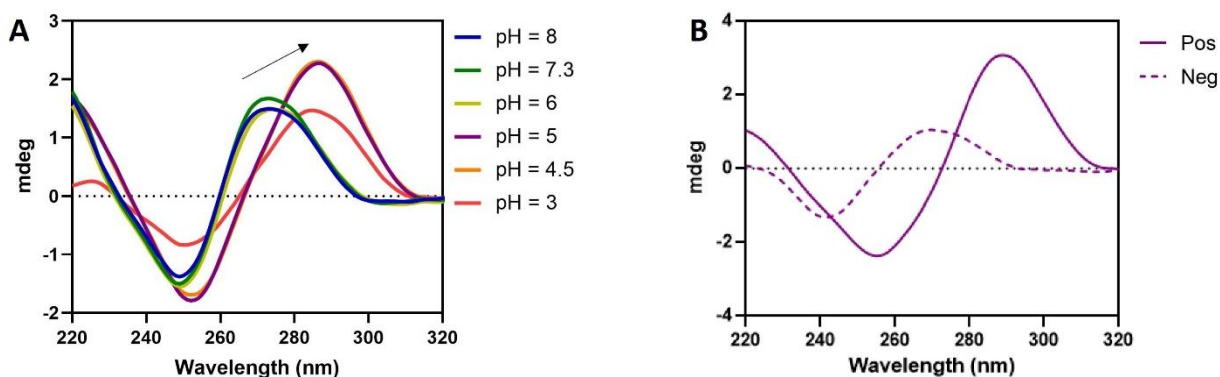 A
mdeg
3
2
1
0
-1
-2
220 240 260 280 300 320
Wavelength (nm)
pH = 8
pH = 7.3
pH = 6
pH = 5
pH = 4.5
pH = 3
B
mdeg
4
2
0
-2
-4
220 240 260 280 300 320
Wavelength (nm)
Pos
Neg